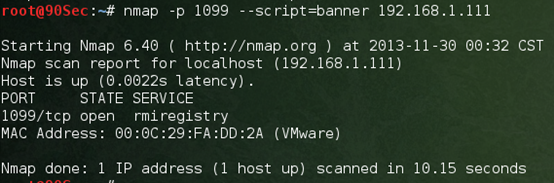 root@90Sec:~# nmap -p 1099 --script=banner 192.168.1.111
Starting Nmap 6.40 ( http://nmap.org ) at 2013-11-30 00:32 CST
Nmap scan report for localhost (192.168.1.111)
Host is up (0.0022s latency).
PORT     STATE SERVICE
1099/tcp open  rmiregistry
MAC Address: 00:0C:29:FA:DD:2A (VMware)
Nmap done: 1 IP address (1 host up) scanned in 10.15 seconds